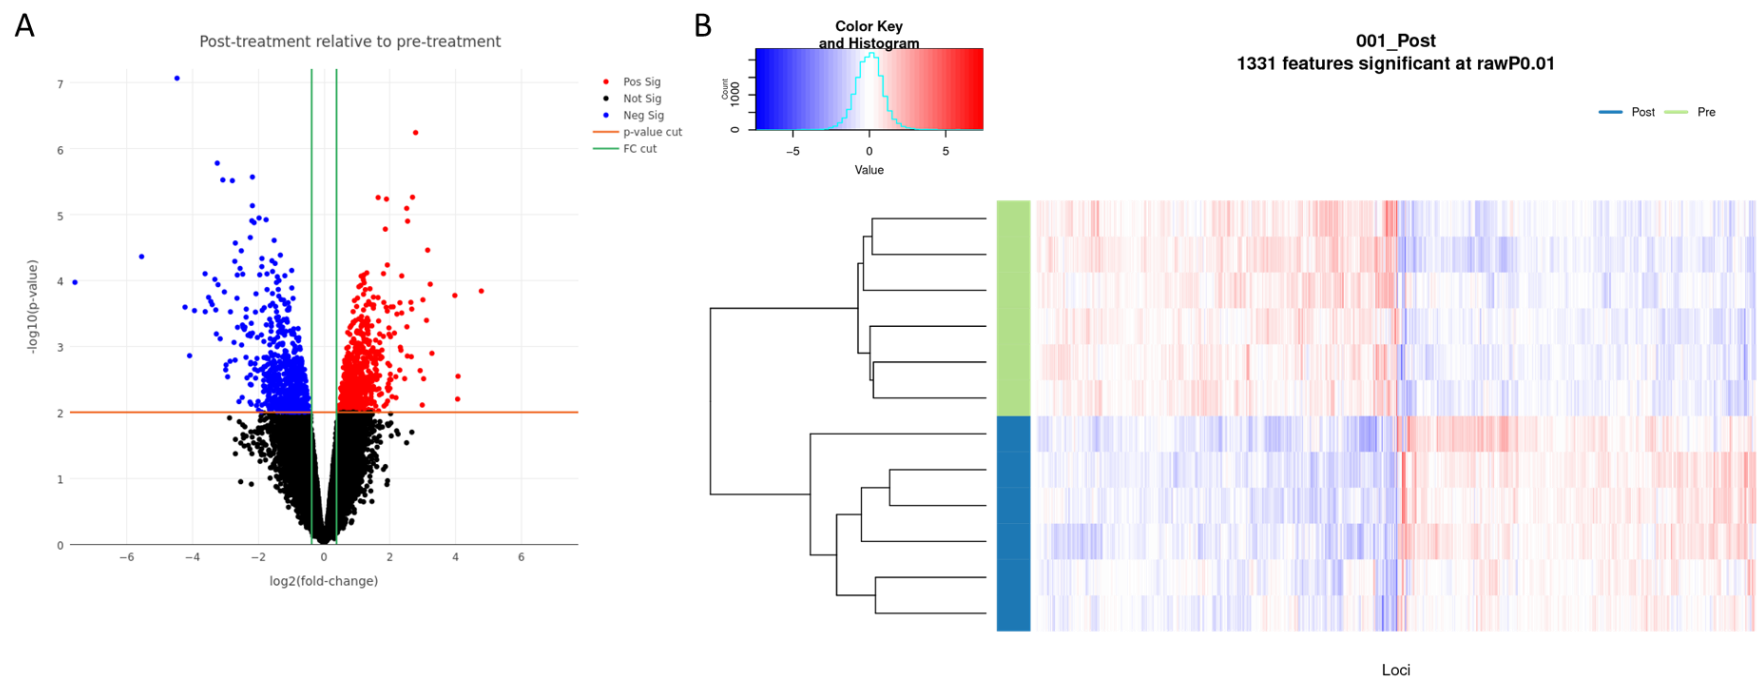 A
Post-treatment relative to pre-treatment
7
6
5
4
3
2
1
0
-log10(p-value)
−6
−4
−2
0
2
4
6
log2(fold-change)
Pos Sig
Not Sig
Neg Sig
p-value cut
FC cut
B
Color Key
and Histogram
Count
0
1000
−5
0
5
Value
001_Post
1331 features significant at rawP0.01
Post
Pre
Loci